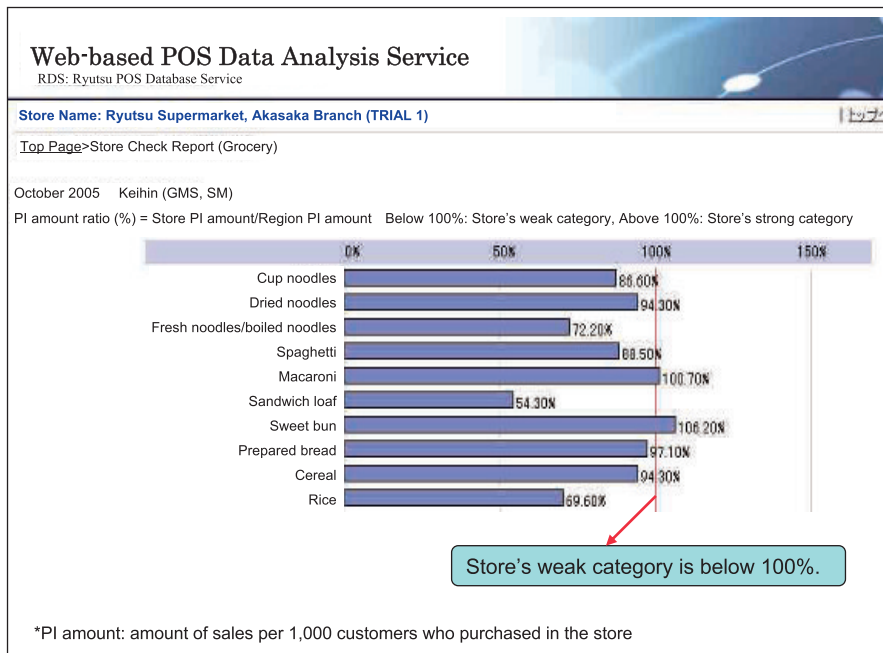 Web-based POS Data Analysis Service
RDS: Ryutsu POS Database Service
Store Name: Ryutsu Supermarket, Akasaka Branch (TRIAL 1)
Top Page>Store Check Report (Grocery)
October 2005 Keihin (GMS, SM)
PI amount ratio (%) = Store PI amount/Region PI amount Below 100%: Store's weak category, Above 100%: Store's strong category
0% 50% 100% 150%
Cup noodles 86.60%
Dried noodles 94.30%
Fresh noodles/boiled noodles 72.20%
Spaghetti 88.50%
Macaroni 100.70%
Sandwich loaf 54.30%
Sweet bun 106.20%
Prepared bread 97.10%
Cereal 94.30%
Rice 69.60%
Store's weak category is below 100%.
*PI amount: amount of sales per 1,000 customers who purchased in the store